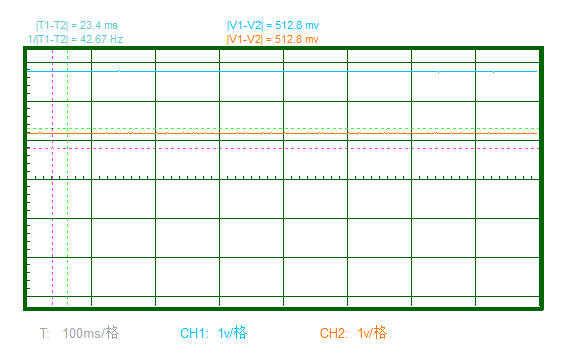 |T1-T2| = 23.4 ms |V1-V2| = 512.8 mv
1/|T1-T2| = 42.67 Hz |V1-V2| = 512.8 mv
T: 100ms/格 CH1: 1v/格 CH2: 1v/格